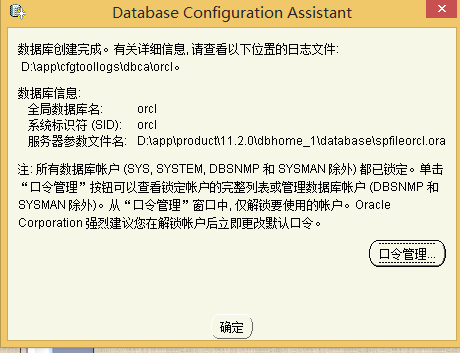 Database Configuration Assistant
数据库创建完成。有关详细信息, 请查看以下位置的日志文件:
D:\app\cfgtoollogs\dbca\orcl。
数据库信息:
全局数据库名: orcl
系统标识符 (SID): orcl
服务器参数文件名: D:\app\product\11.2.0\dbhome_1\database\spfileorcl.ora
注: 所有数据库帐户 (SYS, SYSTEM, DBSNMP 和 SYSMAN 除外) 都已锁定。单击
“口令管理” 按钮可以查看锁定帐户的完整列表或管理数据库帐户 (DBSNMP 和
SYSMAN 除外)。从 “口令管理” 窗口中, 仅解锁要使用的帐户。Oracle
Corporation 强烈建议您在解锁帐户后立即更改默认口令。
口令管理...
确定